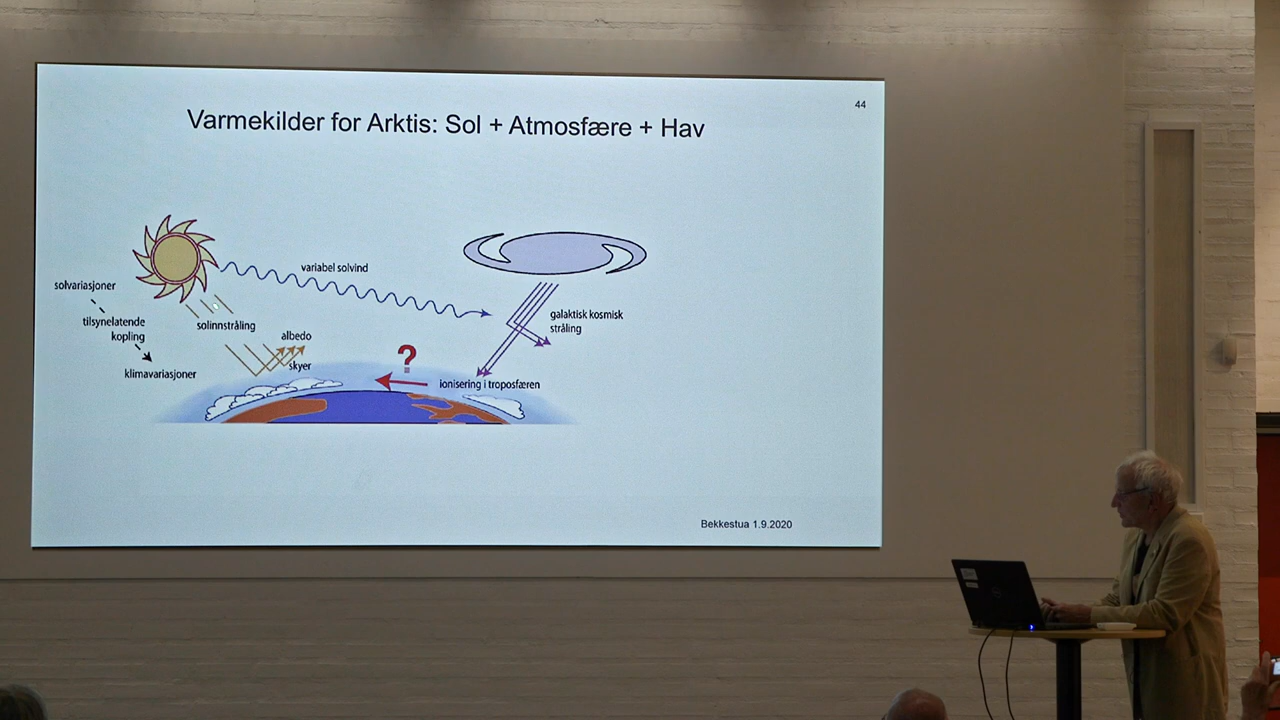 44
Varmekilder for Arktis: Sol + Atmosfære + Hav
variabel solvind
solvariasjoner
tilsynelatende
kopling
klimavariasjoner
solinnstråling
albedo
skyer
?
galaktisk kosmisk
stråling
ionisering i troposfæren
Bekkestua 1.9.2020